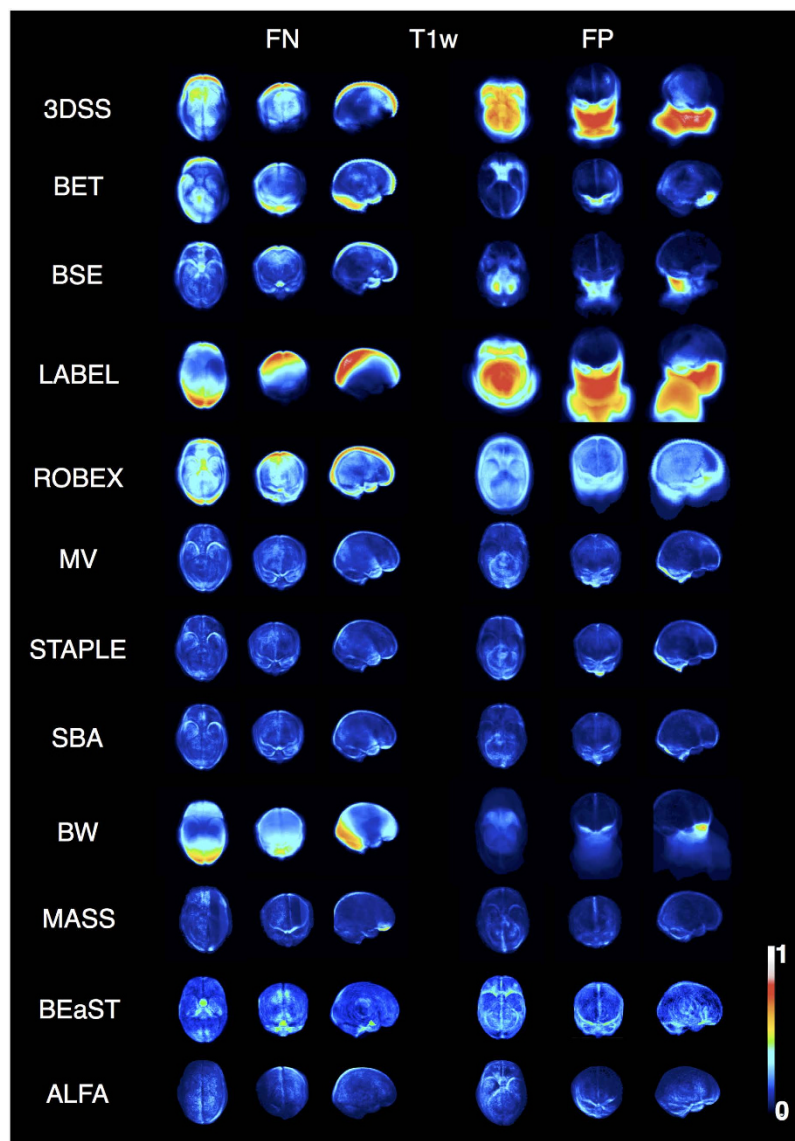 FN T1w FP
3DSS
BET
BSE
LABEL
ROBEX
MV
STAPLE
SBA
BW
MASS
1
BEaST
ALFA
0